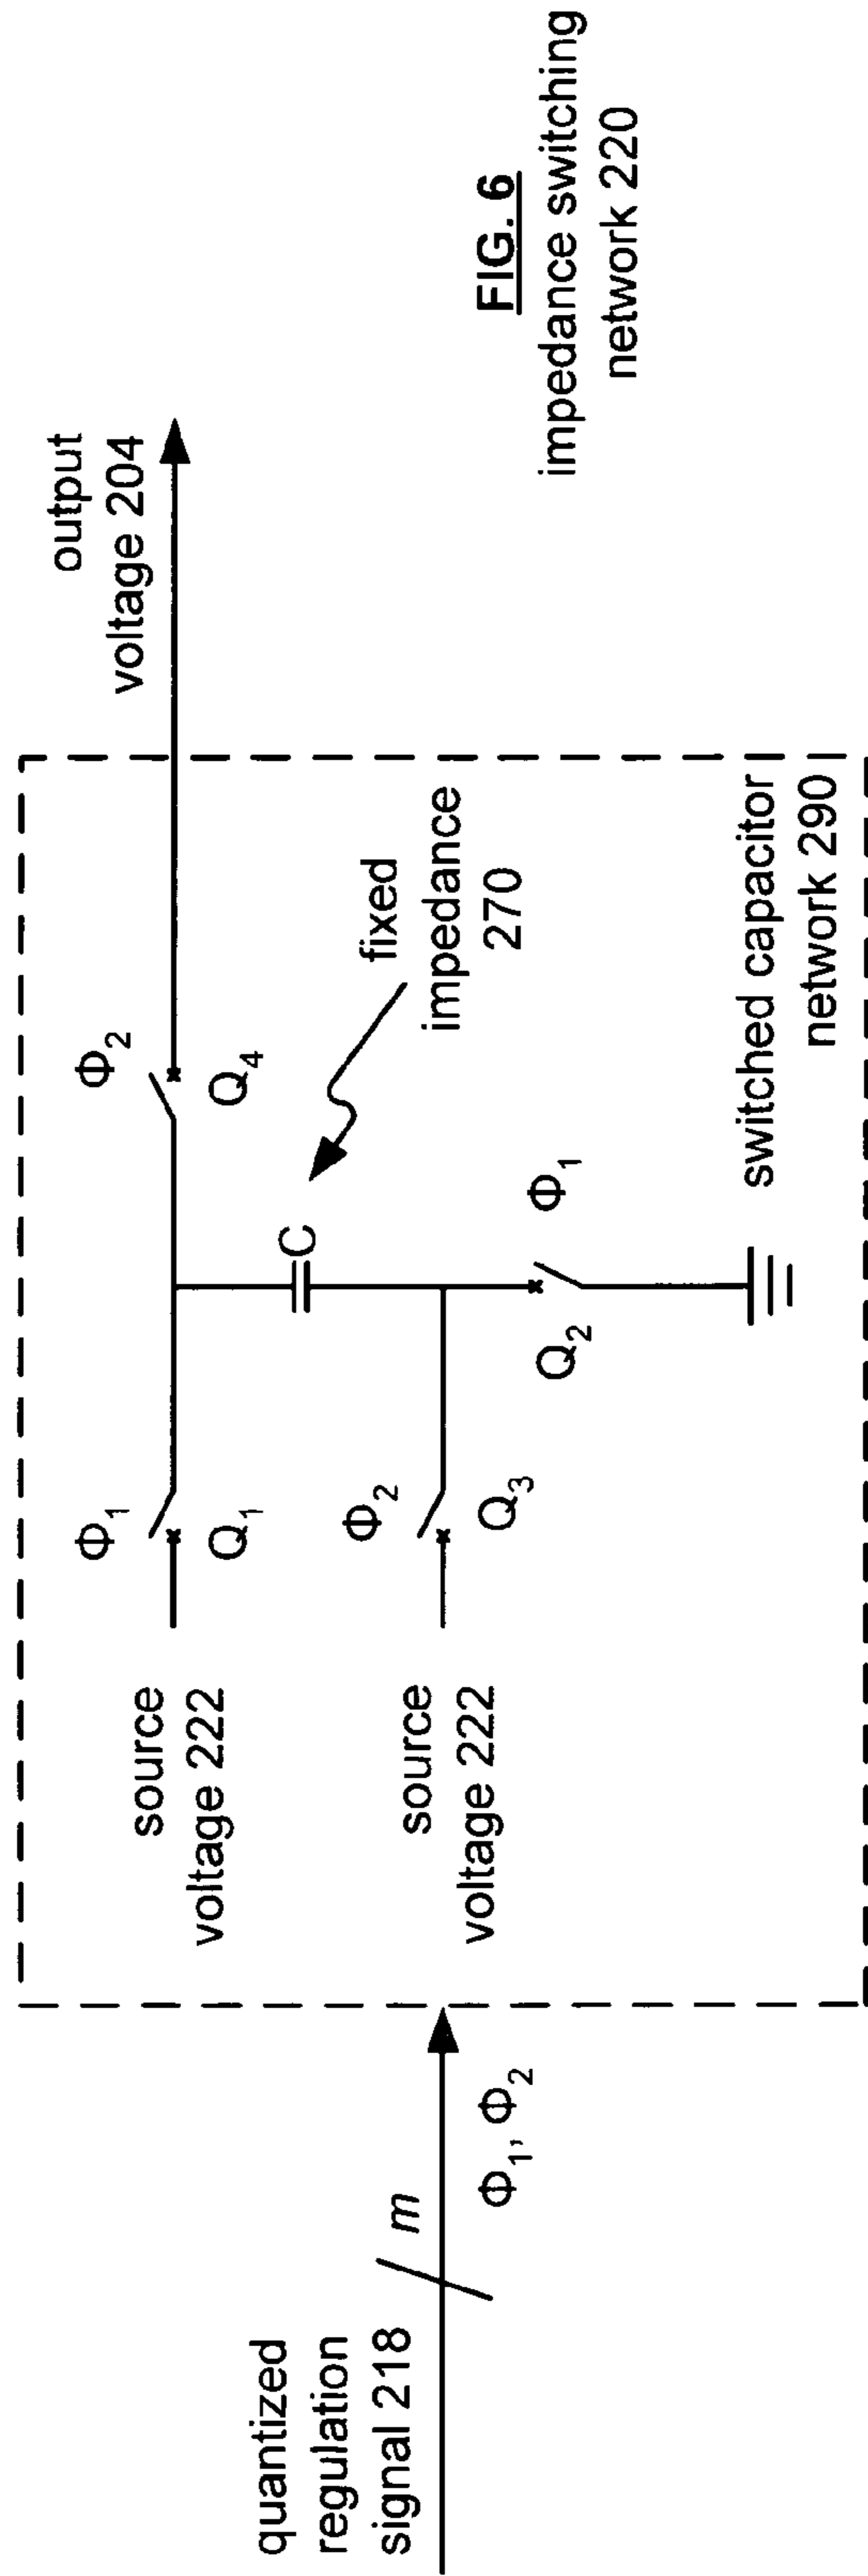 quantized
regulation
signal 218
m
Φ1, Φ2
source
voltage 222
source
voltage 222
Φ1
Q1
Φ2
Q3
C
Q2
Φ1
Φ2
Q4
fixed
impedance
270
switched capacitor
network 290
output
voltage 204
FIG. 6
impedance switching
network 220